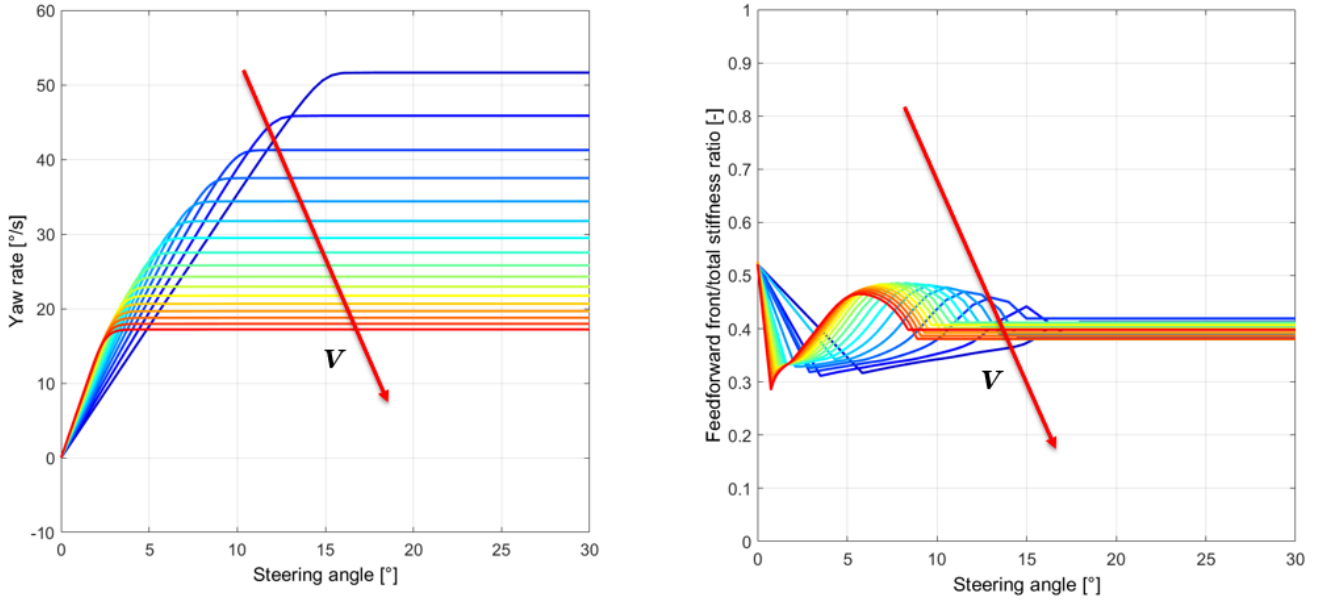 60
50
40
30
20
10
0
-10
Yaw rate [°/s]
0 5 10 15 20 25 30
Steering angle [°]
V
1
0.9
0.8
0.7
0.6
0.5
0.4
0.3
0.2
0.1
0
Feedforward front/total stiffness ratio [-]
0 5 10 15 20 25 30
Steering angle [°]
V